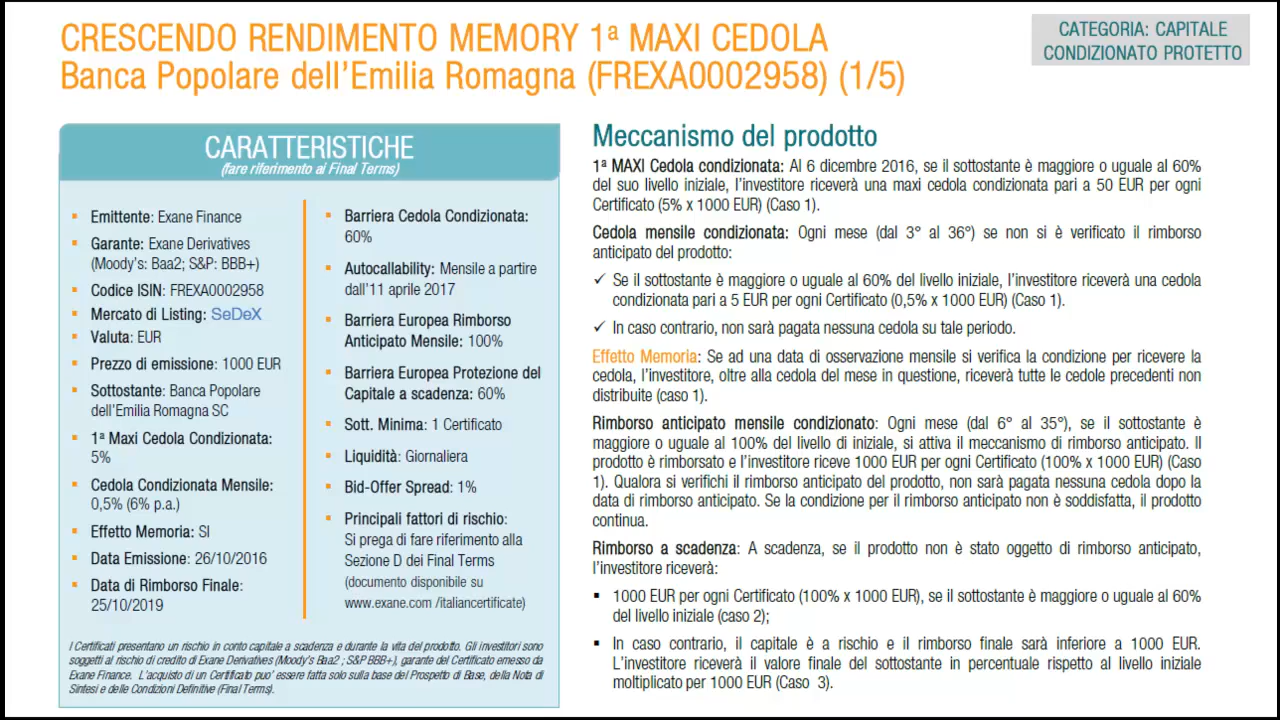 CRESCENDO RENDIMENTO MEMORY 1ª MAXI CEDOLA
Banca Popolare dell'Emilia Romagna (FREXA0002958) (1/5)
CATEGORIA: CAPITALE
CONDIZIONATO PROTETTO
CARATTERISTICHE
(fare riferimento ai Final Terms)
Emittente: Exane Finance
Garante: Exane Derivatives
(Moody's: Baa2; S&P: BBB+)
Codice ISIN: FREXA0002958
Mercato di Listing: SeDeX
Valuta: EUR
Prezzo di emissione: 1000 EUR
Sottostante: Banca Popolare
dell'Emilia Romagna SC
1ª Maxi Cedola Condizionata:
5%
Cedola Condizionata Mensile:
0,5% (6% p.a.)
Effetto Memoria: SI
Data Emissione: 26/10/2016
Data di Rimborso Finale:
25/10/2019
Barriera Cedola Condizionata:
60%
Autocallability: Mensile a partire
dall'11 aprile 2017
Barriera Europea Rimborso
Anticipato Mensile: 100%
Barriera Europea Protezione del
Capitale a scadenza: 60%
Sott. Minima: 1 Certificato
Liquidità: Giornaliera
Bid-Offer Spread: 1%
Principali fattori di rischio:
Si prega di fare riferimento alla
Sezione D dei Final Terms
(documento disponibile su
www.exane.com /italiancertificate)
I Certificati presentano un rischio in conto capitale a scadenza e durante la vita del prodotto. Gli investitori sono
soggetti al rischio di credito di Exane Derivatives (Moody's Baa2 ; S&P BBB+), garante del Certificato emesso da
Exane Finance. L'acquisto di un Certificato puo' essere fatta solo sulla base del Prospetto di Base, della Nota di
Sintesi e delle Condizioni Definitive (Final Terms).
Meccanismo del prodotto
1ª MAXI Cedola condizionata: Al 6 dicembre 2016, se il sottostante è maggiore o uguale al 60%
del suo livello iniziale, l'investitore riceverà una maxi cedola condizionata pari a 50 EUR per ogni
Certificato (5% x 1000 EUR) (Caso 1).
Cedola mensile condizionata: Ogni mese (dal 3° al 36°) se non si è verificato il rimborso
anticipato del prodotto:
✓ Se il sottostante è maggiore o uguale al 60% del livello iniziale, l'investitore riceverà una cedola
condizionata pari a 5 EUR per ogni Certificato (0,5% x 1000 EUR) (Caso 1).
✓ In caso contrario, non sarà pagata nessuna cedola su tale periodo.
Effetto Memoria: Se ad una data di osservazione mensile si verifica la condizione per ricevere la
cedola, l'investitore, oltre alla cedola del mese in questione, riceverà tutte le cedole precedenti non
distribuite (caso 1).
Rimborso anticipato mensile condizionato: Ogni mese (dal 6° al 35°), se il sottostante è
maggiore o uguale al 100% del livello di iniziale, si attiva il meccanismo di rimborso anticipato. Il
prodotto è rimborsato e l'investitore riceve 1000 EUR per ogni Certificato (100% x 1000 EUR) (Caso
1). Qualora si verifichi il rimborso anticipato del prodotto, non sarà pagata nessuna cedola dopo la
data di rimborso anticipato. Se la condizione per il rimborso anticipato non è soddisfatta, il prodotto
continua.
Rimborso a scadenza: A scadenza, se il prodotto non è stato oggetto di rimborso anticipato,
l'investitore riceverà:
1000 EUR per ogni Certificato (100% x 1000 EUR), se il sottostante è maggiore o uguale al 60%
del livello iniziale (caso 2);
In caso contrario, il capitale è a rischio e il rimborso finale sarà inferiore a 1000 EUR.
L'investitore riceverà il valore finale del sottostante in percentuale rispetto al livello iniziale
moltiplicato per 1000 EUR (Caso 3).